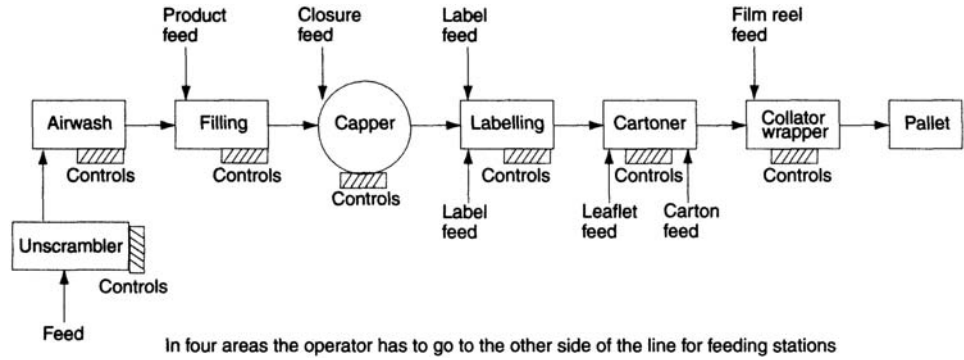 Product
feed
Closure
feed
Label
feed
Film reel
feed
Airwash
Filling
Capper
Labelling
Cartoner
Collator
wrapper
Pallet
Controls
Controls
Controls
Controls
Controls
Controls
Label
feed
Leaflet
feed
Carton
feed
Unscrambler
Controls
Feed
In four areas the operator has to go to the other side of the line for feeding stations